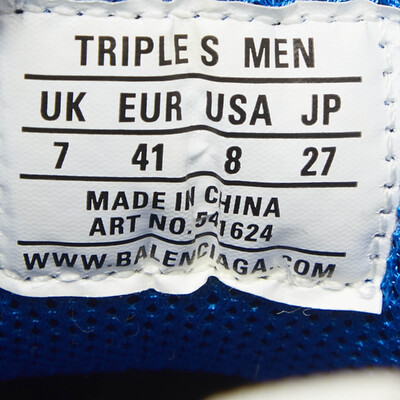 TRIPLE S MEN
UK EUR USA JP
7 41 8 27
MADE IN CHINA
ART NO.541624
WWW.BALENCIAGA.COM